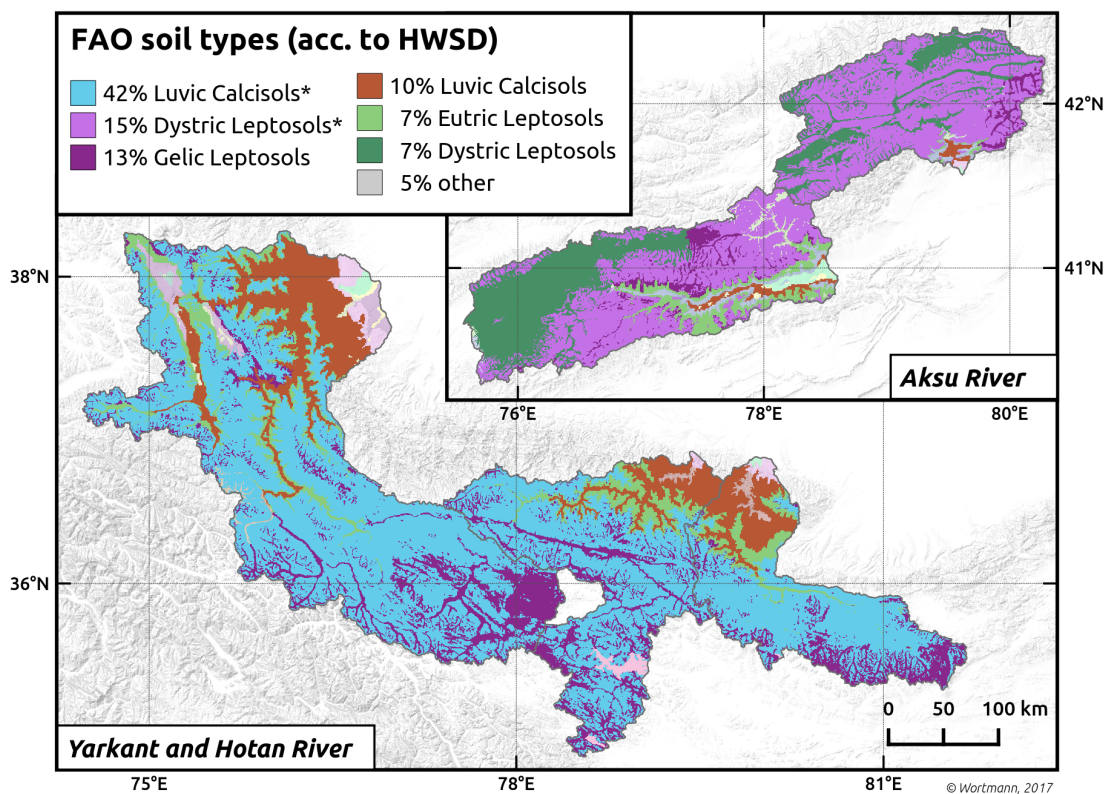 FAO soil types (acc. to HWSD)
42% Luvic Calcisols*
15% Dystric Leptosols*
13% Gelic Leptosols
10% Luvic Calcisols
7% Eutric Leptosols
7% Dystric Leptosols
5% other
42°N
41°N
Aksu River
76°E
78°E
80°E
38°N
36°N
0
50
100 km
Yarkant and Hotan River
75°E
78°E
81°E
© Wortmann, 2017